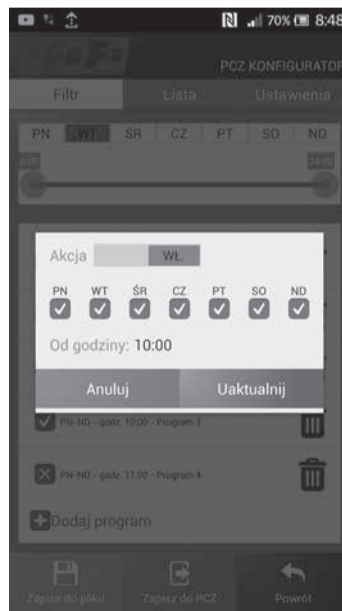 70% 8:48
PCZ KONFIGURATOR
Filtr Lista Ustawienia
PN WT. ŚR CZ PT SO ND
24:00
Akcja WŁ.
PN WT ŚR CZ PT SO ND
Od godziny: 10:00
Anuluj Uaktualnij
PN-ND - godz. 10:00 - Program 3
PN-ND - godz. 11:00 - Program 4
Dodaj program
Zapisz do pliku Zapisz do PCZ Powrót